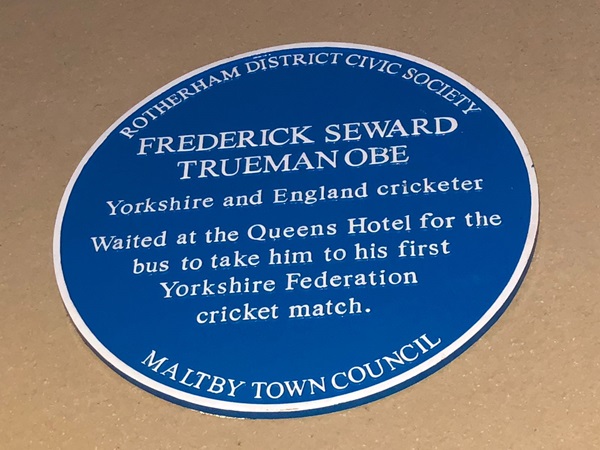 ROTHERHAM DISTRICT CIVIC SOCIETY
FREDERICK SEWARD
TRUEMAN OBE
Yorkshire and England cricketer
Waited at the Queens Hotel for the
bus to take him to his first
Yorkshire Federation
cricket match.
MALTBY TOWN COUNCIL